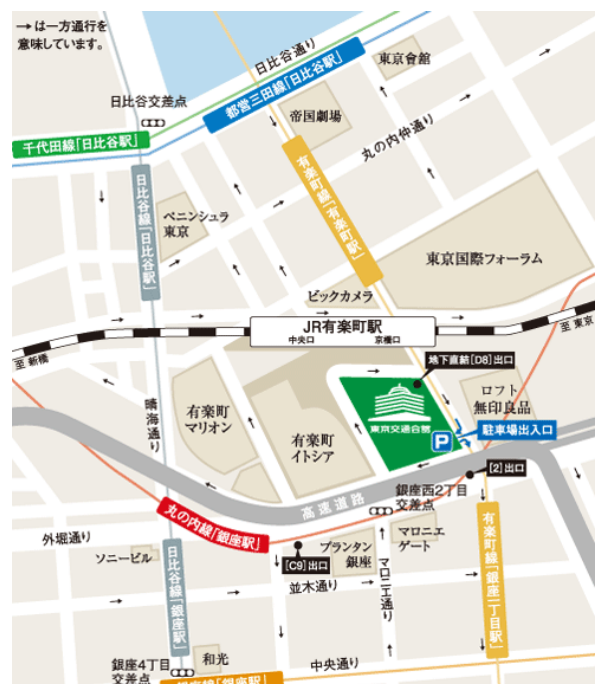 →は一方通行を
意味しています。
日比谷通り
東京會館
日比谷交差点
都営三田線「日比谷駅」
帝国劇場
千代田線「日比谷駅」
丸の内仲通り
日比谷線「日比谷駅」
有楽町線「有楽町駅」
ペニンシュラ
東京
東京国際フォーラム
ビックカメラ
JR有楽町駅
中央口
京橋口
至 新橋
至 東京
地下直結[D8]出口
晴海通り
有楽町
マリオン
有楽町
イトシア
東京交通会館
ロフト
無印良品
P
駐車場出入口
[2]出口
高速道路
銀座西2丁目
交差点
丸の内線「銀座駅」
外堀通り
ソニービル
[C9]出口
プランタン
銀座
マロニエ
ゲート
並木通り
マロニエ通り
日比谷線「銀座駅」
有楽町線「銀座一丁目駅」
銀座4丁目
交差点
和光
中央通り
銀座線「銀座駅」